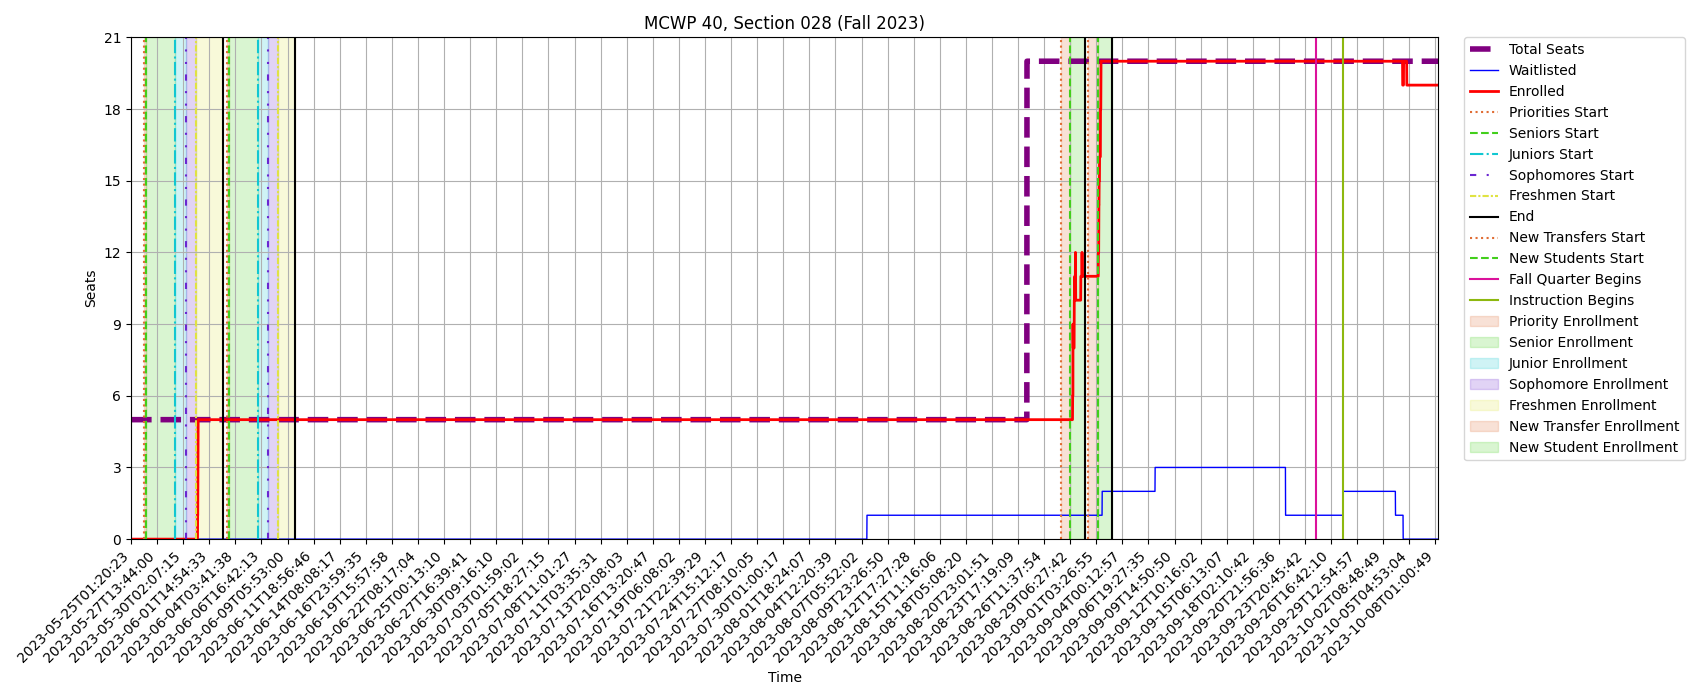 MCWP 40, Section 028 (Fall 2023)
Seats
21
18
15
12
9
6
3
0
2023-05-25T01:20:23
2023-05-27T13:44:00
2023-05-30T02:07:15
2023-06-01T14:54:33
2023-06-04T03:41:38
2023-06-06T16:42:13
2023-06-09T05:53:00
2023-06-11T18:56:46
2023-06-14T08:08:17
2023-06-16T23:59:35
2023-06-19T15:57:58
2023-06-22T08:17:04
2023-06-25T00:13:10
2023-06-27T16:39:41
2023-06-30T09:16:10
2023-07-03T01:59:02
2023-07-05T18:27:15
2023-07-08T11:01:27
2023-07-11T03:35:31
2023-07-13T20:08:03
2023-07-16T13:20:47
2023-07-19T06:08:02
2023-07-21T22:39:29
2023-07-24T15:12:17
2023-07-27T08:10:05
2023-07-30T01:00:17
2023-08-01T18:24:07
2023-08-04T12:20:39
2023-08-07T05:52:02
2023-08-09T23:26:50
2023-08-12T17:27:28
2023-08-15T11:16:06
2023-08-18T05:08:20
2023-08-20T23:01:51
2023-08-23T17:19:09
2023-08-26T11:37:54
2023-08-29T06:27:42
2023-09-01T03:26:55
2023-09-04T00:12:57
2023-09-06T19:27:35
2023-09-09T14:50:50
2023-09-12T10:16:02
2023-09-15T06:13:07
2023-09-18T02:10:42
2023-09-20T21:56:36
2023-09-23T20:45:42
2023-09-26T16:42:10
2023-09-29T12:54:57
2023-10-02T08:48:49
2023-10-05T04:53:04
2023-10-08T01:00:49
Time
Total Seats
Waitlisted
Enrolled
Priorities Start
Seniors Start
Juniors Start
Sophomores Start
Freshmen Start
End
New Transfers Start
New Students Start
Fall Quarter Begins
Instruction Begins
Priority Enrollment
Senior Enrollment
Junior Enrollment
Sophomore Enrollment
Freshmen Enrollment
New Transfer Enrollment
New Student Enrollment